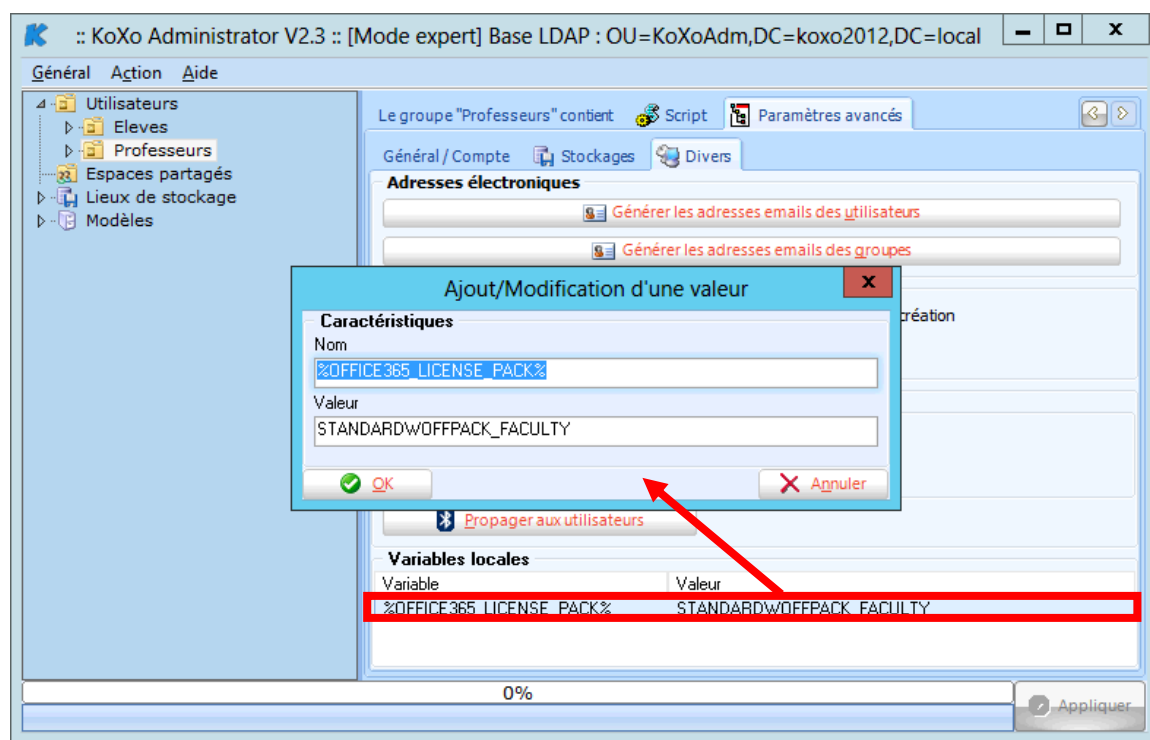 :: KoXo Administrator V2.3 :: [Mode expert] Base LDAP : OU=KoXoAdm,DC=koxo2012,DC=local
Général Action Aide
Utilisateurs
Eleves
Professeurs
Espaces partagés
Lieux de stockage
Modèles
Le groupe "Professeurs" contient Script Paramètres avancés
Général / Compte Stockages Divers
Adresses électroniques
Générer les adresses emails des utilisateurs
Générer les adresses emails des groupes
création
Ajout/Modification d'une valeur
Caractéristiques
Nom
%OFFICE365_LICENSE_PACK%
Valeur
STANDARDWOFFPACK_FACULTY
OK Annuler
Propager aux utilisateurs
Variables locales
Variable Valeur
%OFFICE365_LICENSE_PACK% STANDARDWOFFPACK_FACULTY
0%
Appliquer